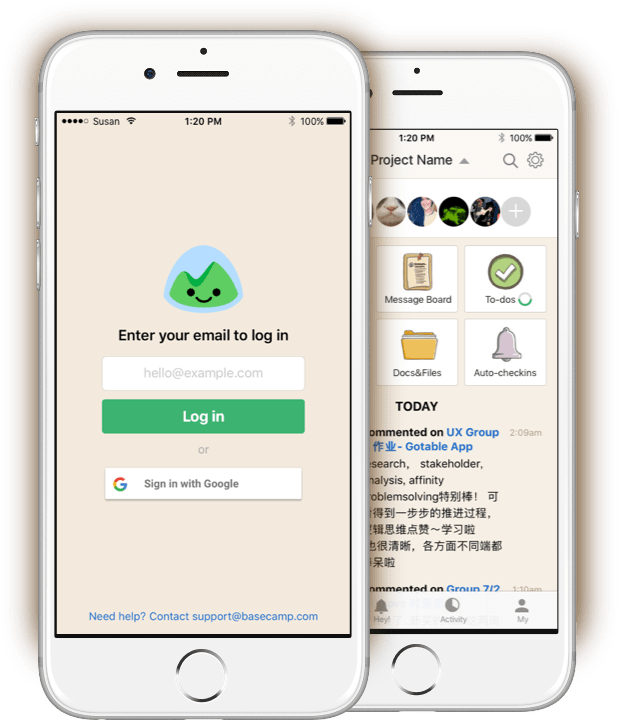 Susan
1:20 PM
100%
Enter your email to log in
hello@example.com
Log in
or
Sign in with Google
Need help? Contact support@basecamp.com
1:20 PM
100%
Project Name
Message Board
To-dos
Docs&Files
Auto-checkins
TODAY
ommented on UX Group
2:09am
作业- Gotable App
search， stakeholder,
nalysis, affinity
roblemsolving特别棒！ 可
得到一步步的推进过程，
逻辑思维点赞～学习啦
也很清晰，各方面不同端都
呆啦
ommented on Group 7/2
1:10am
Hey!
Activity
My